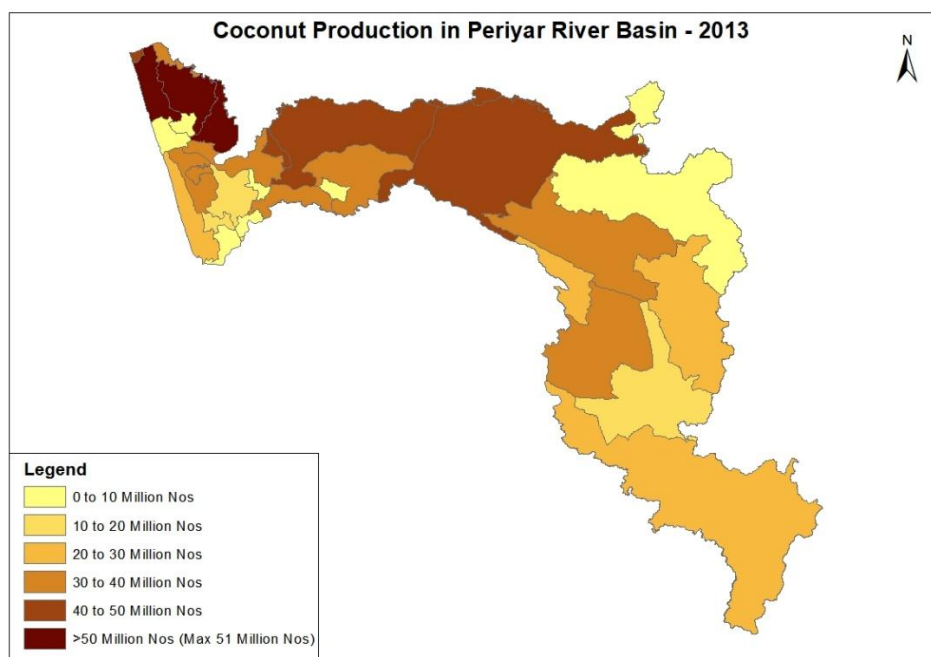 Coconut Production in Periyar River Basin - 2013
N
Legend
0 to 10 Million Nos
10 to 20 Million Nos
20 to 30 Million Nos
30 to 40 Million Nos
40 to 50 Million Nos
>50 Million Nos (Max 51 Million Nos)